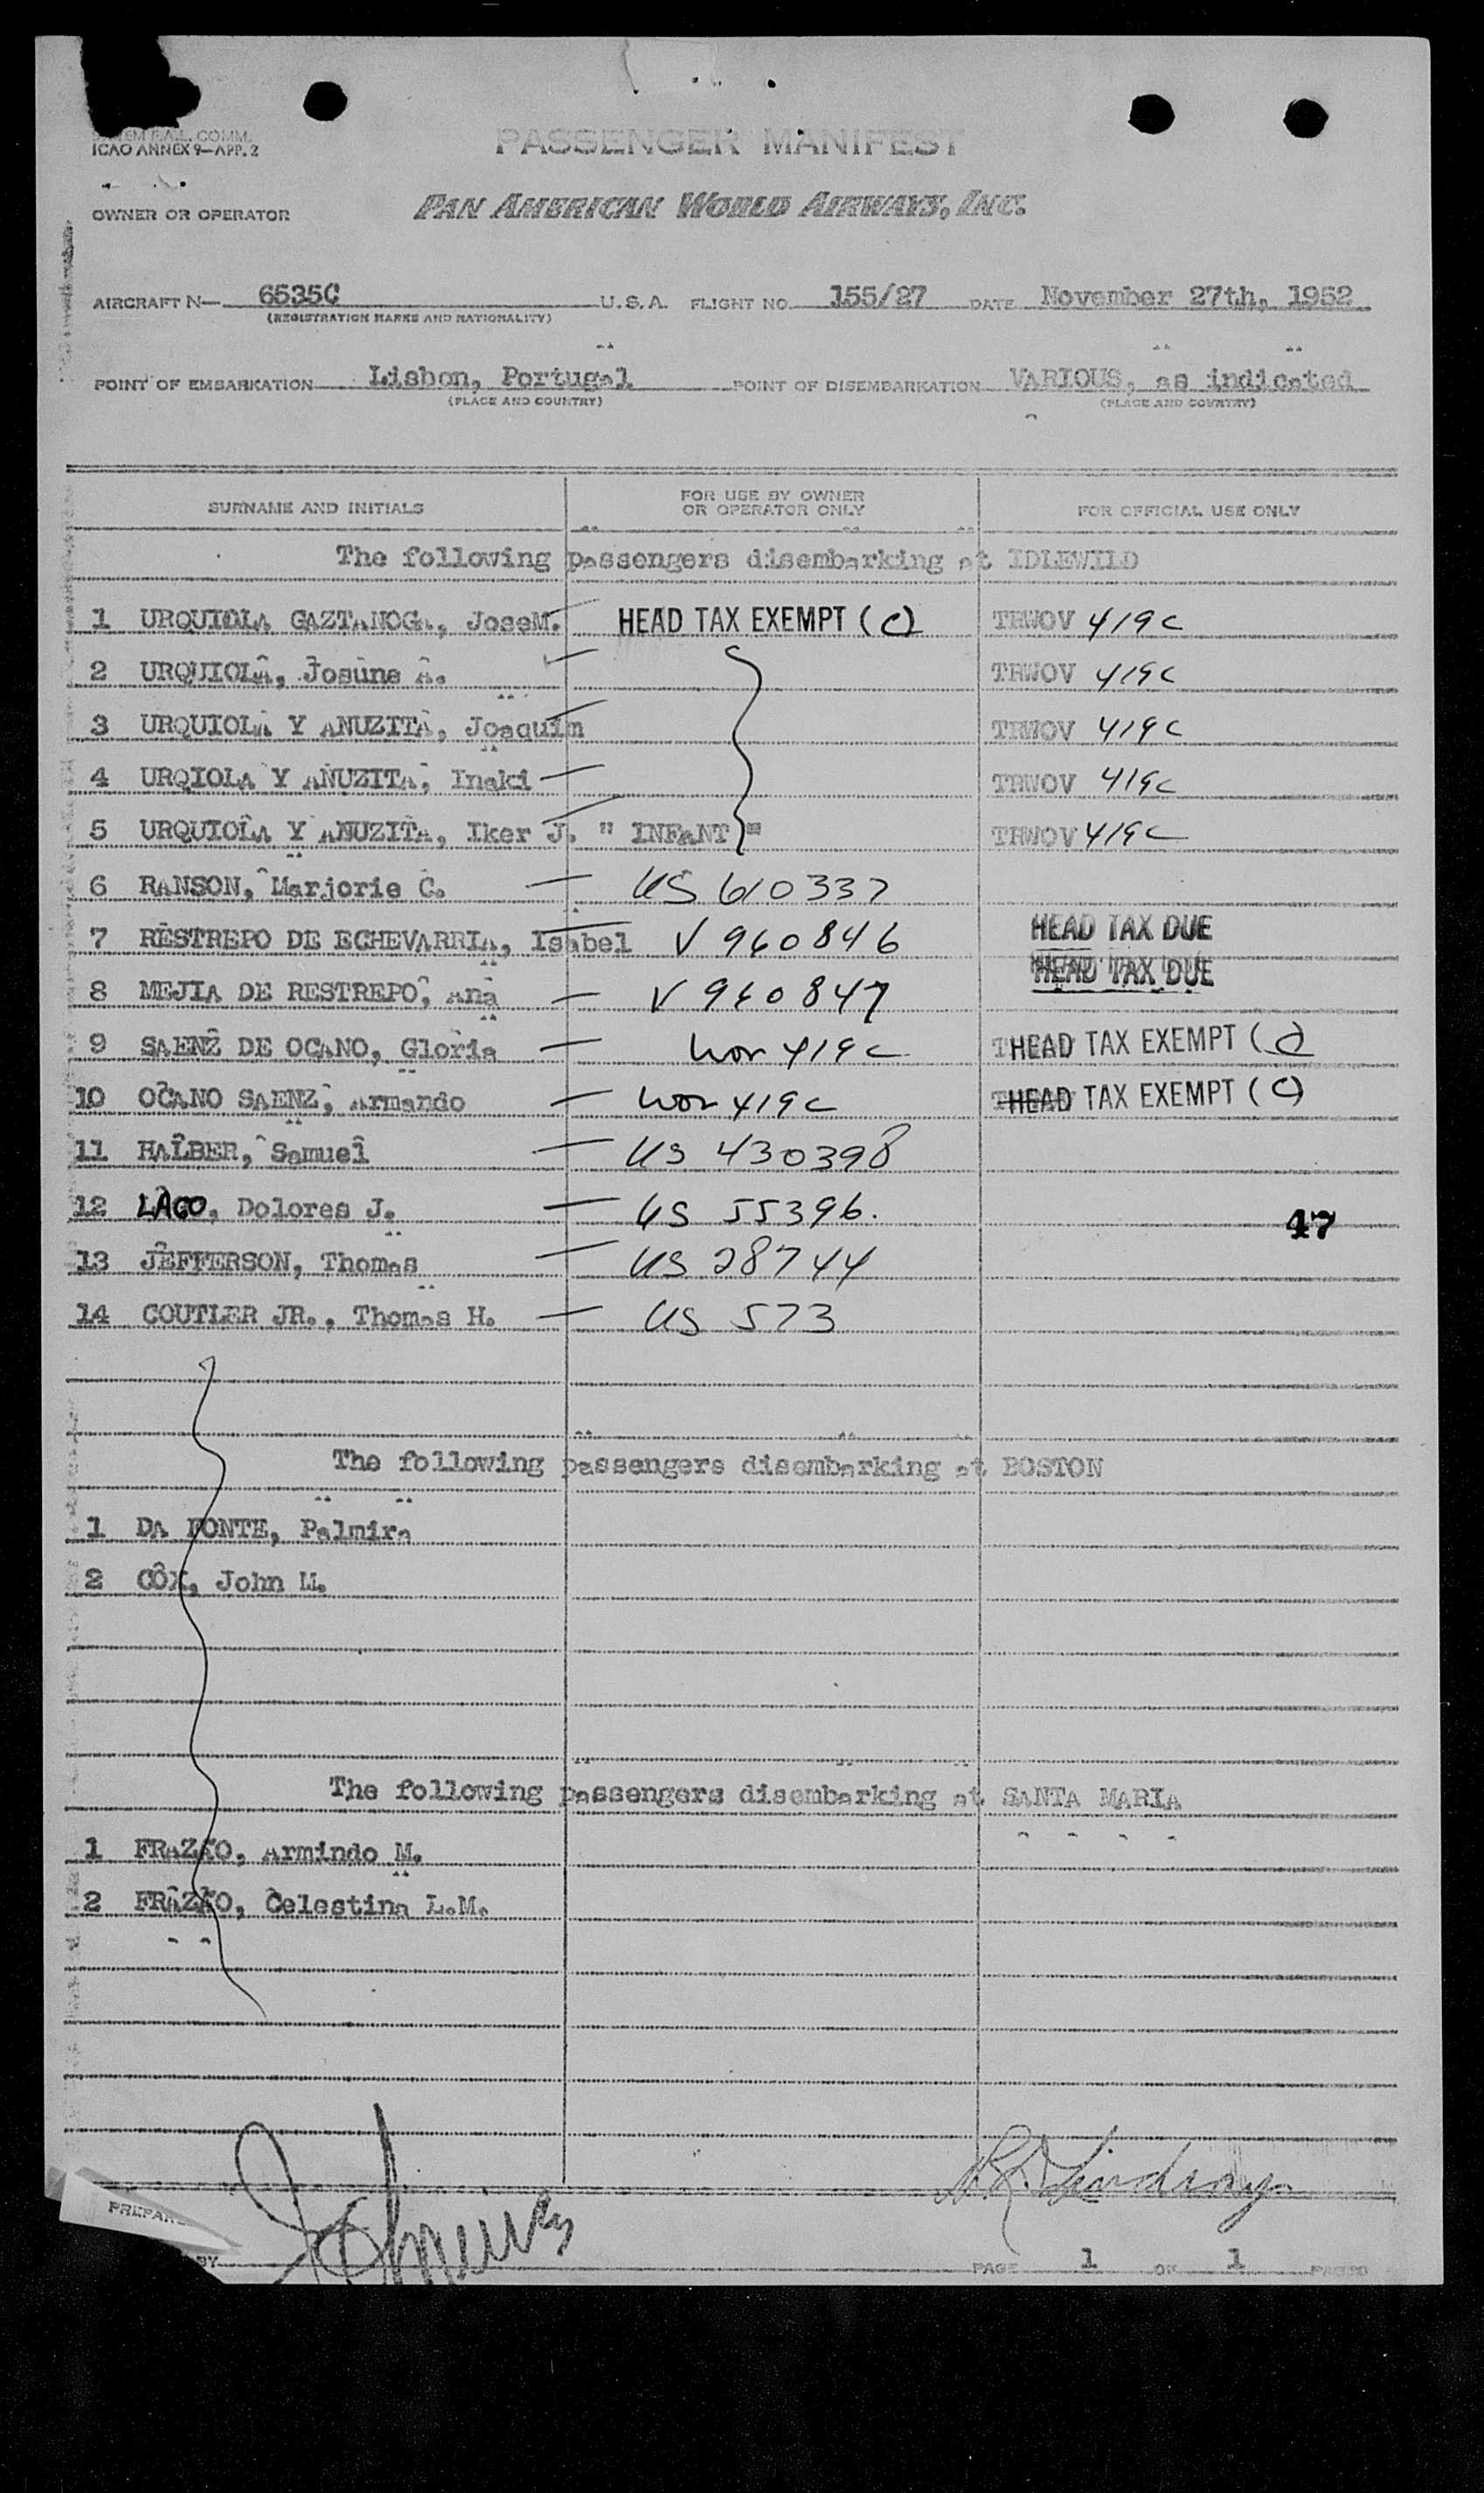 F.A.L. COMM.
ICAO ANNEX 9—APP. 2
PASSENGER MANIFEST
OWNER OR OPERATOR PAN AMERICAN WORLD AIRWAYS, INC.
AIRCRAFT N— 6535C U.S.A. FLIGHT NO. 155/27 DATE November 27th, 1952
(REGISTRATION MARKS AND NATIONALITY)
POINT OF EMBARKATION Lisbon, Portugal POINT OF DISEMBARKATION VARIOUS, as indicated
(PLACE AND COUNTRY) (PLACE AND COUNTRY)
SURNAME AND INITIALS FOR USE BY OWNER OR OPERATOR ONLY FOR OFFICIAL USE ONLY
The following passengers disembarking at IDLEWILD
1 URQUIOLA GAZTANOGA, JoseM. HEAD TAX EXEMPT (C) TRWOV 419c
2 URQUIOLA, Josune A. TRWOV 419c
3 URQUIOLA Y ANUZITA, Joaquim TRWOV 419c
4 URQIOLA Y ANUZITA, Inaki TRWOV 419c
5 URQUIOLA Y ANUZITA, Iker J. " INFANT " TRWOV 419c
6 RANSON, Marjorie C. US 610337
7 RESTREPO DE ECHEVARRIA, Isabel V 960846 HEAD TAX DUE
8 MEJIA DE RESTREPO, Ana V 960847 HEAD TAX DUE
9 SAENZ DE OCANO, Gloria wov 419c HEAD TAX EXEMPT (C)
10 OCANO SAENZ, Armando wov 419c HEAD TAX EXEMPT (C)
11 HALBER, Samuel US 430398
12 LAGO, Dolores J. US 55396. 47
13 JEFFERSON, Thomas US 28744
14 COUTLER JR., Thomas H. US 573
The following passengers disembarking at BOSTON
1 DA FONTE, Palmira
2 COX, John M.
The following passengers disembarking at SANTA MARIA
1 FRAZÃO, Armindo M.
2 FRAZÃO, Celestina L.M.
PREPARE
BY PAGE 1 OF 1 PAGES